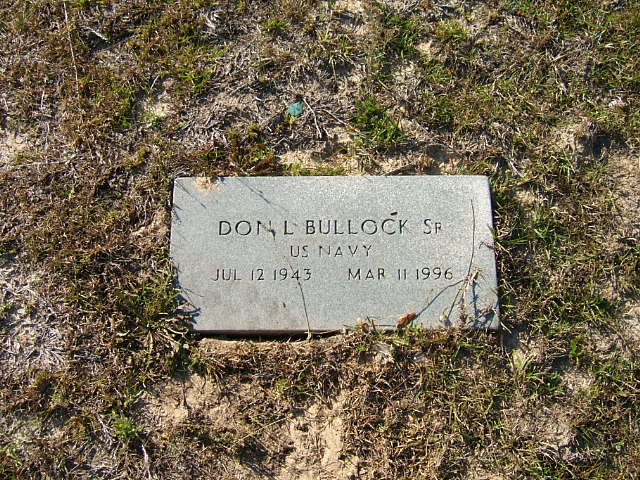 DON L BULLOCK SR
US NAVY
JUL 12 1943 MAR 11 1996